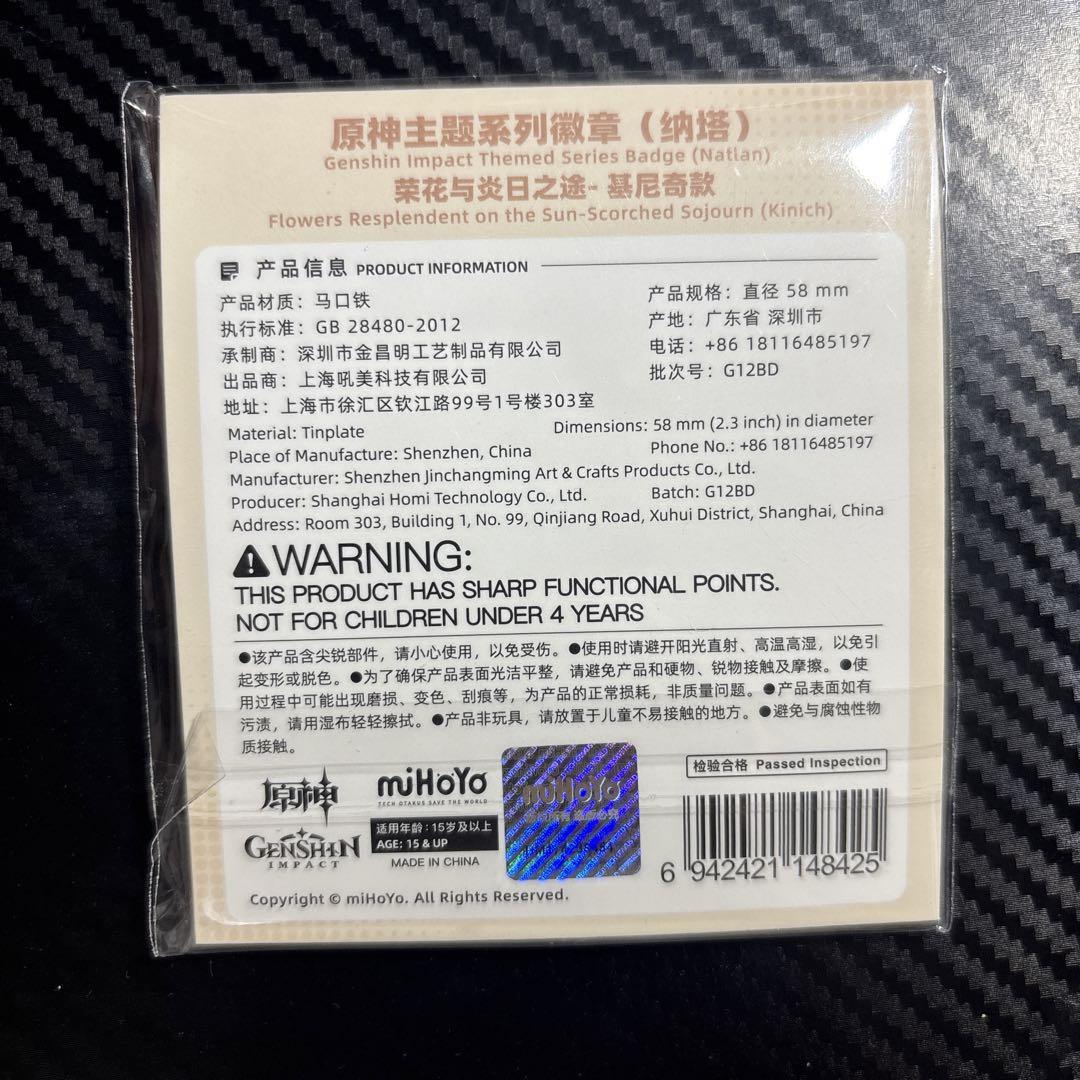 原神主题系列徽章（纳塔）
Genshin Impact Themed Series Badge (Natlan)
荣花与炎日之途- 基尼奇款
Flowers Resplendent on the Sun-Scorched Sojourn (Kinich)
产品信息 PRODUCT INFORMATION
产品材质：马口铁 产品规格：直径 58 mm
执行标准：GB 28480-2012 产地：广东省 深圳市
承制商：深圳市金昌明工艺制品有限公司 电话：+86 18116485197
出品商：上海吼美科技有限公司 批次号：G12BD
地址：上海市徐汇区钦江路99号1号楼303室
Material: Tinplate Dimensions: 58 mm (2.3 inch) in diameter
Place of Manufacture: Shenzhen, China Phone No.: +86 18116485197
Manufacturer: Shenzhen Jinchangming Art & Crafts Products Co., Ltd.
Producer: Shanghai Homi Technology Co., Ltd. Batch: G12BD
Address: Room 303, Building 1, No. 99, Qinjiang Road, Xuhui District, Shanghai, China
WARNING:
THIS PRODUCT HAS SHARP FUNCTIONAL POINTS.
NOT FOR CHILDREN UNDER 4 YEARS
●该产品含尖锐部件，请小心使用，以免受伤。●使用时请避开阳光直射、高温高湿，以免引
起变形或脱色。●为了确保产品表面光洁平整，请避免产品和硬物、锐物接触及摩擦。●使
用过程中可能出现磨损、变色、刮痕等，为产品的正常损耗，非质量问题。●产品表面如有
污渍，请用湿布轻轻擦拭。●产品非玩具，请放置于儿童不易接触的地方。●避免与腐蚀性物
质接触。
检验合格 Passed Inspection
原神
GENSHIN
IMPACT
miHoYo
TECH OTAKUS SAVE THE WORLD
适用年龄：15岁及以上
AGE: 15 & UP
MADE IN CHINA
miHoYo
6 942421 148425
Copyright © miHoYo. All Rights Reserved.